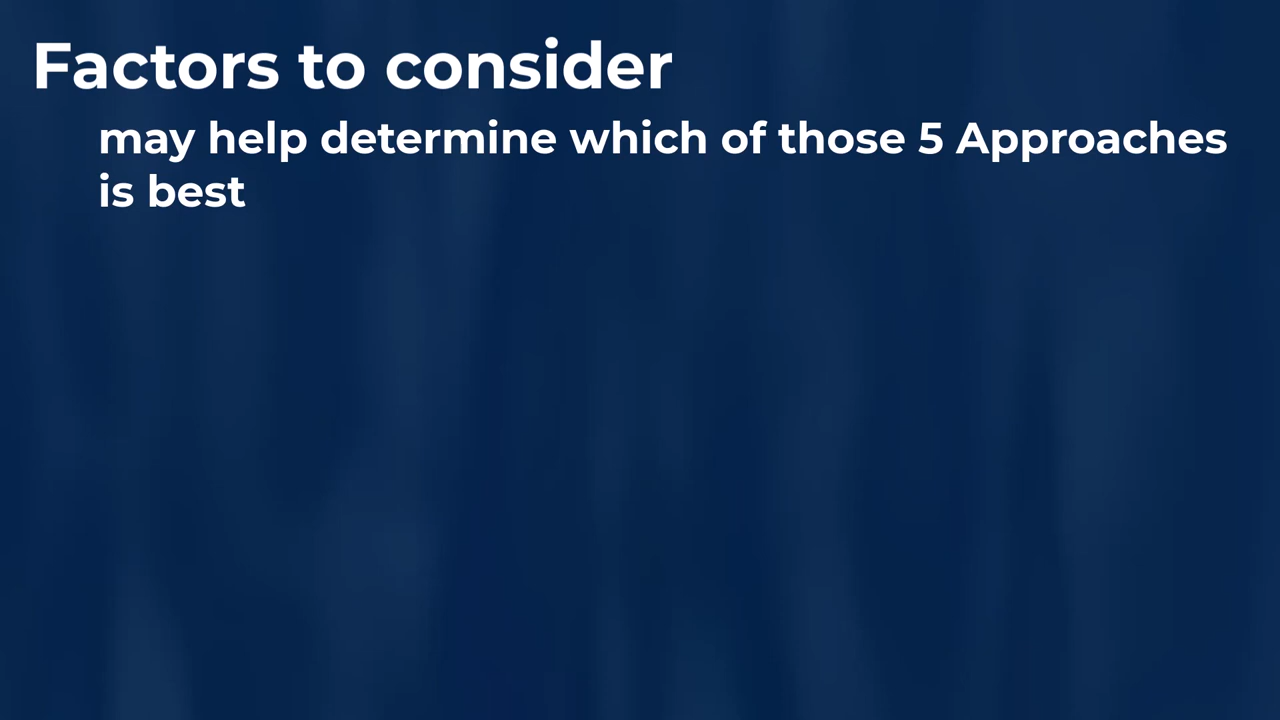 Factors to consider
may help determine which of those 5 Approaches
is best